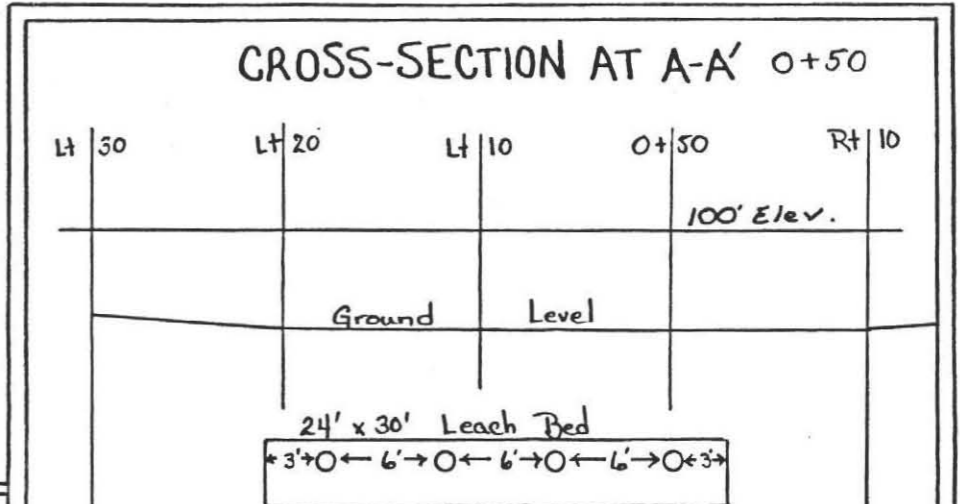 CROSS-SECTION AT A-A' 0+50
Lt 30 Lt 20 Lt 10 0+50 Rt 10
100' Elev.
Ground Level
24' x 30' Leach Bed
3' 6' 6' 6' 3'